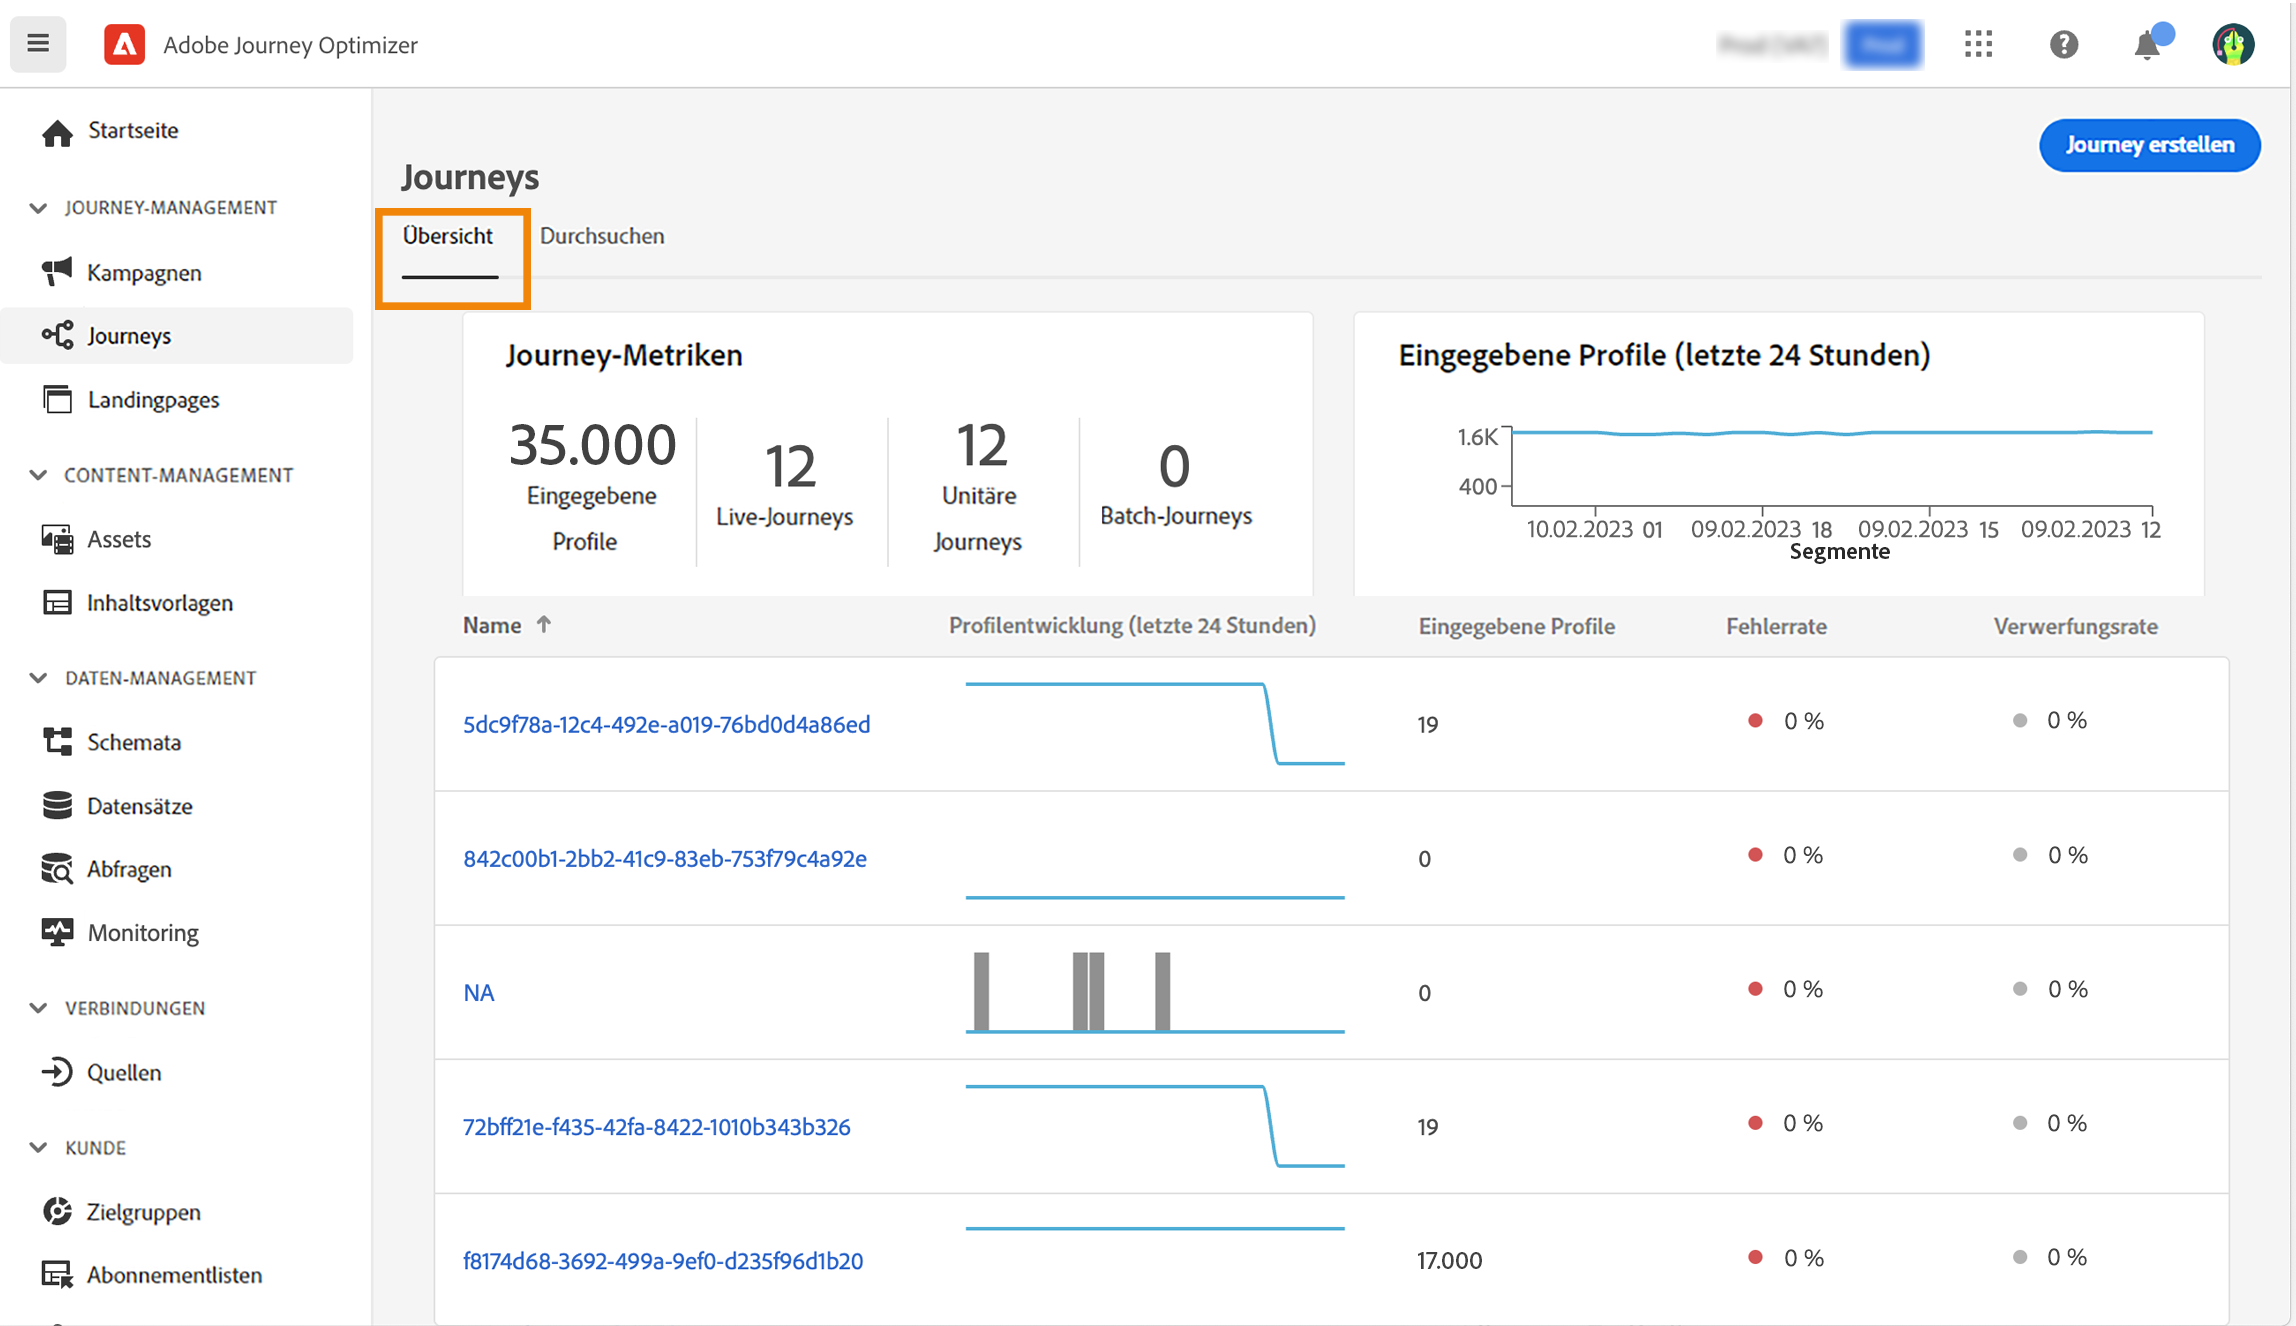 Adobe Journey Optimizer
Startseite
JOURNEY-MANAGEMENT
Kampagnen
Journeys
Landingpages
CONTENT-MANAGEMENT
Assets
Inhaltsvorlagen
DATEN-MANAGEMENT
Schemata
Datensätze
Abfragen
Monitoring
VERBINDUNGEN
Quellen
KUNDE
Zielgruppen
Abonnementlisten
Journey erstellen
Journeys
Übersicht Durchsuchen
Journey-Metriken
35.000
Eingegebene
Profile
12
Live-Journeys
12
Unitäre
Journeys
0
Batch-Journeys
Eingegebene Profile (letzte 24 Stunden)
1.6K
400
10.02.2023 01 09.02.2023 18 09.02.2023 15 09.02.2023 12
Segmente
Name Profilentwicklung (letzte 24 Stunden) Eingegebene Profile Fehlerrate Verwerfungsrate
5dc9f78a-12c4-492e-a019-76bd0d4a86ed 19 0 % 0 %
842c00b1-2bb2-41c9-83eb-753f79c4a92e 0 0 % 0 %
NA 0 0 % 0 %
72bff21e-f435-42fa-8422-1010b343b326 19 0 % 0 %
f8174d68-3692-499a-9ef0-d235f96d1b20 17.000 0 % 0 %